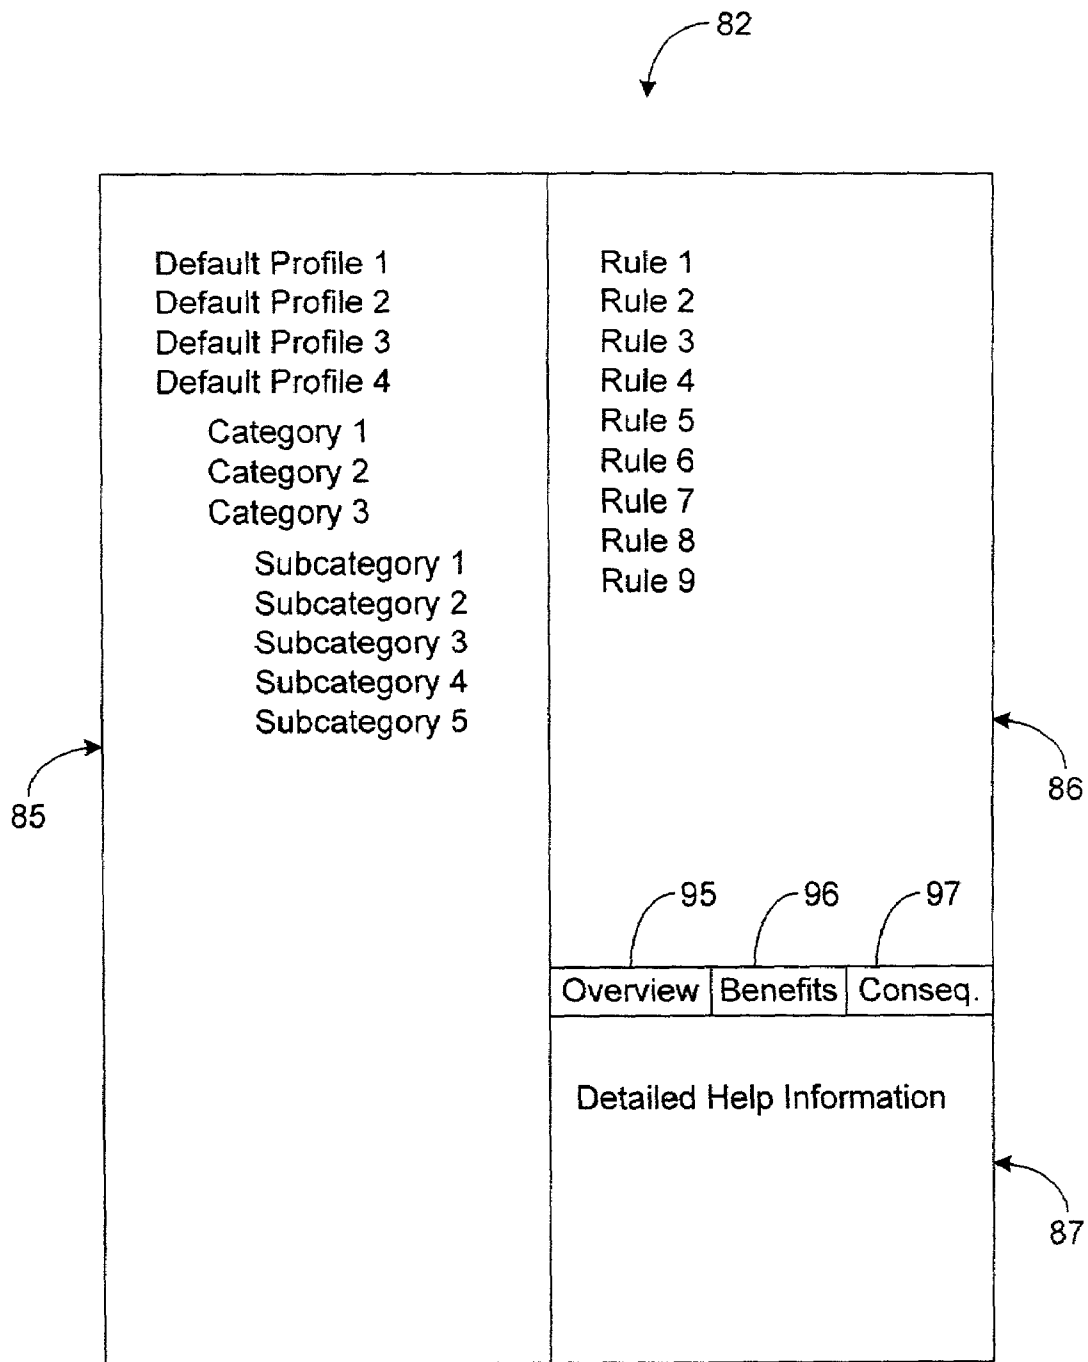 82
Default Profile 1
Default Profile 2
Default Profile 3
Default Profile 4
Category 1
Category 2
Category 3
Subcategory 1
Subcategory 2
Subcategory 3
Subcategory 4
Subcategory 5
85
Rule 1
Rule 2
Rule 3
Rule 4
Rule 5
Rule 6
Rule 7
Rule 8
Rule 9
86
95 96 97
Overview Benefits Conseq.
Detailed Help Information
87